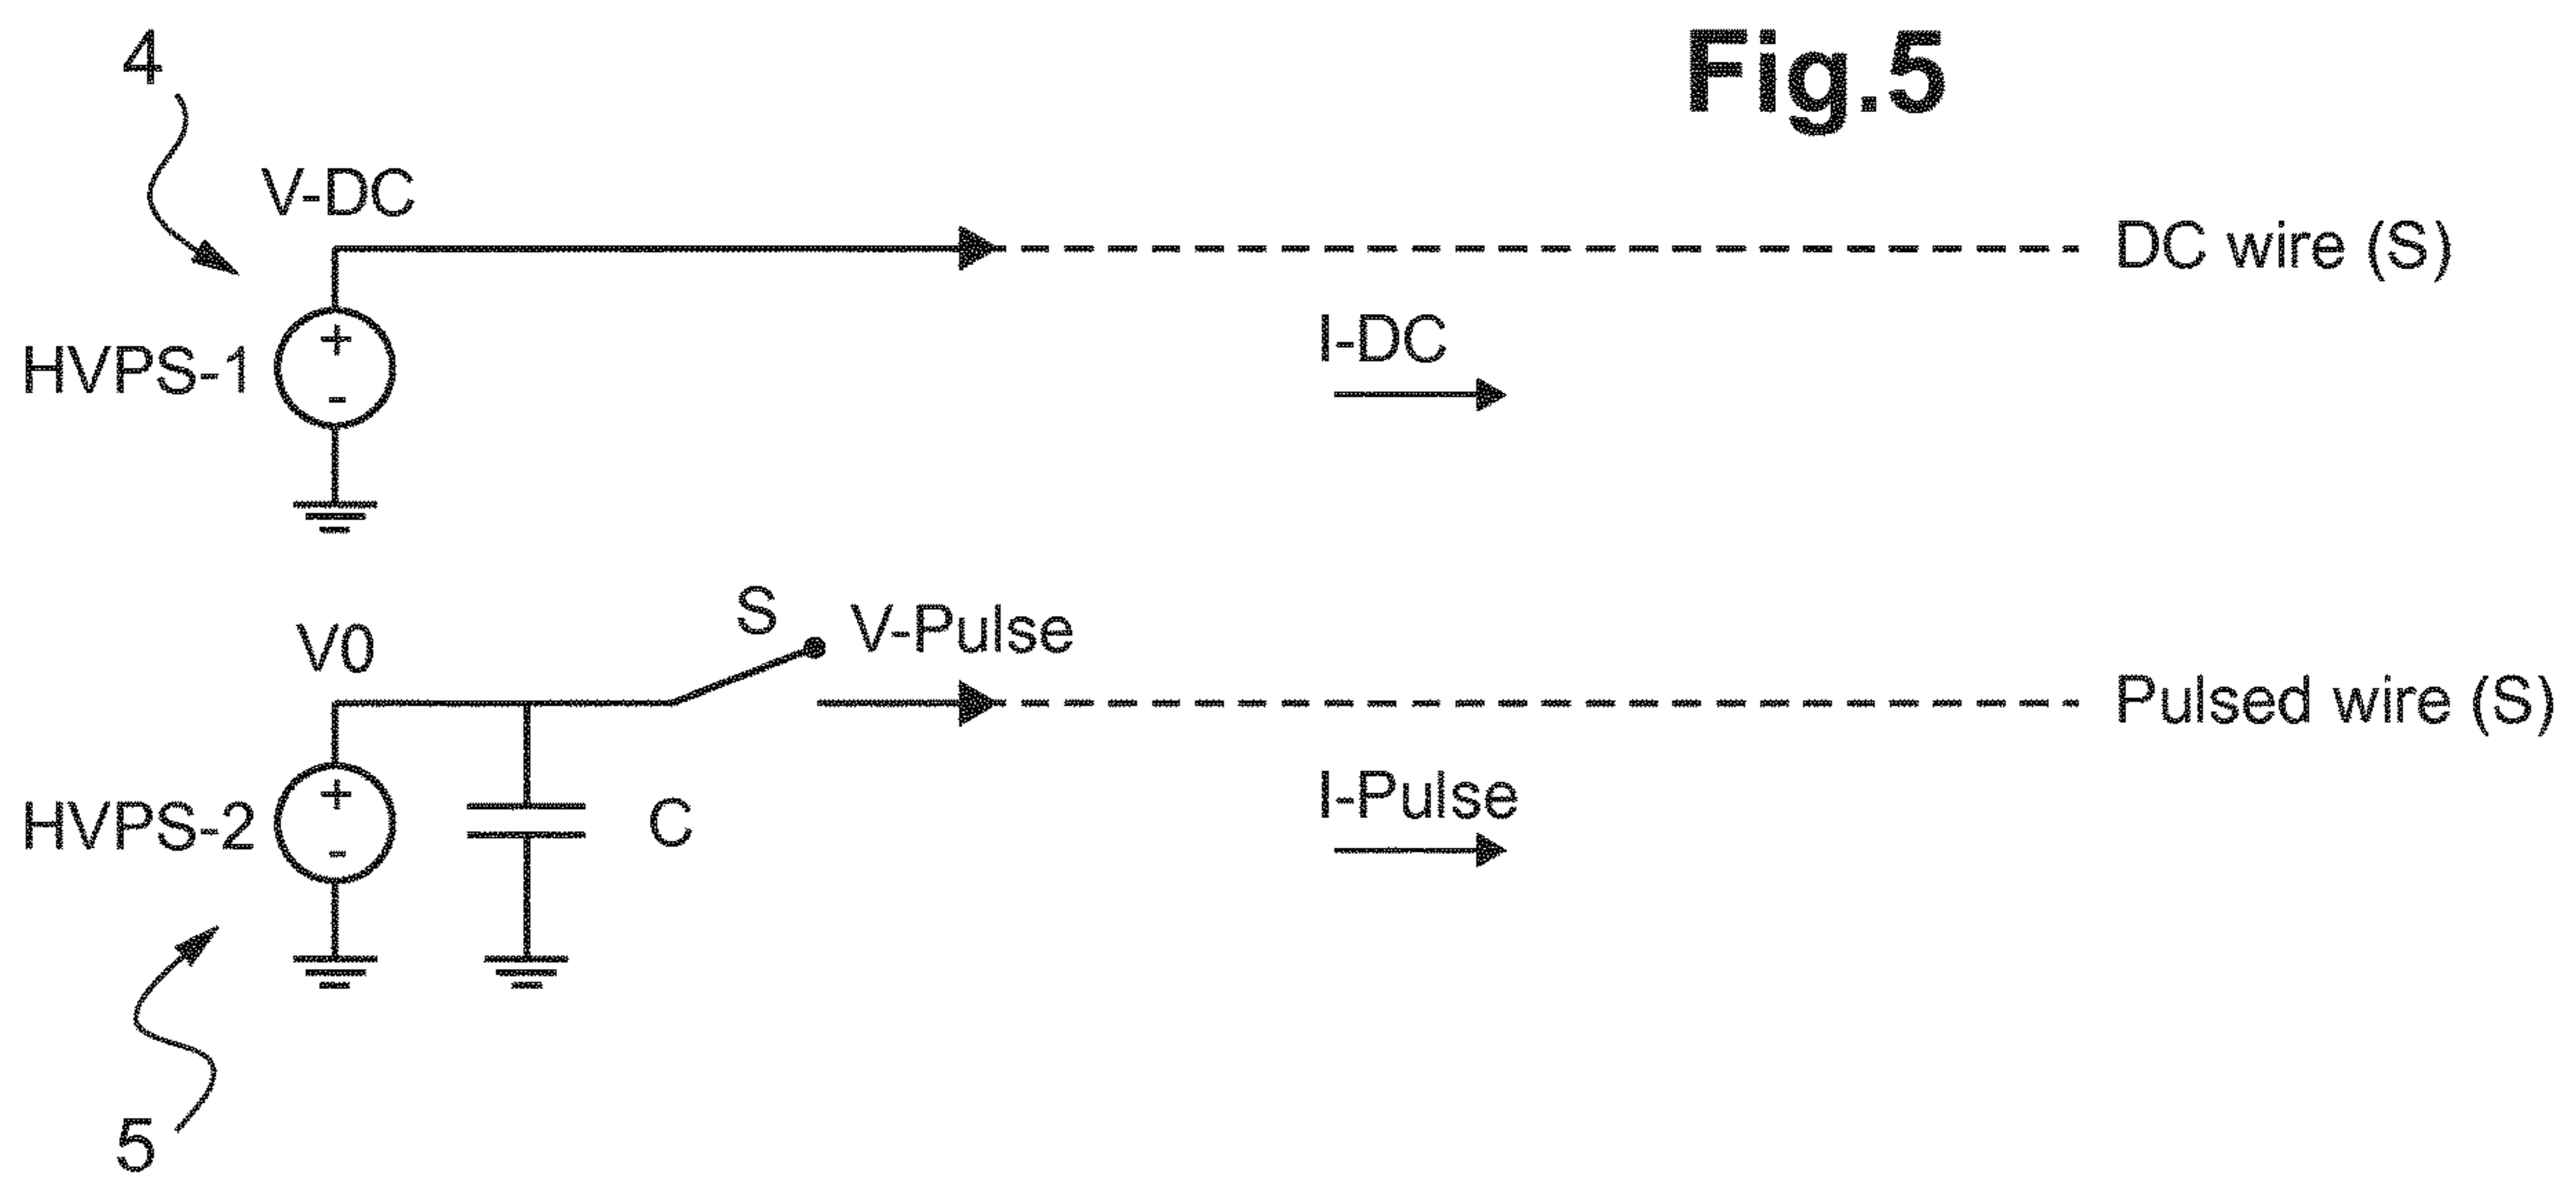 4
Fig.5
V-DC
DC wire (S)
I-DC
HVPS-1
+
-
S
V-Pulse
V0
Pulsed wire (S)
I-Pulse
HVPS-2
+
-
C
5